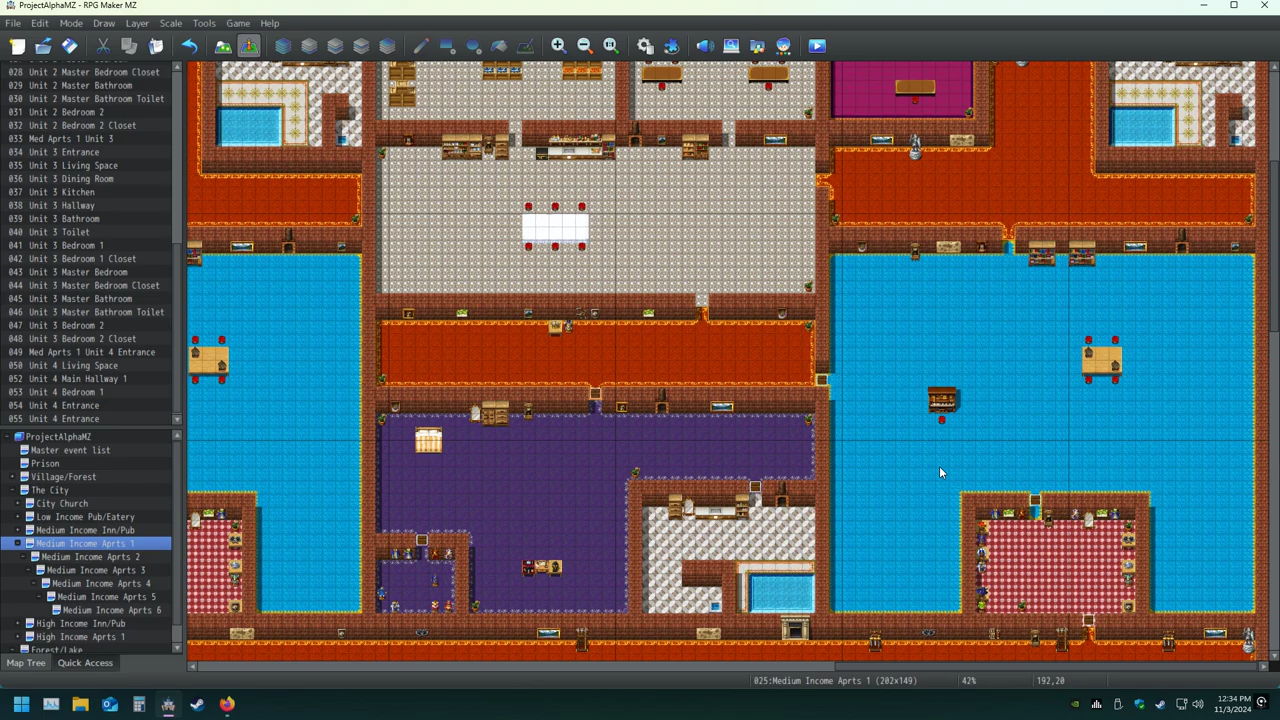 ProjectAlphaMZ - RPG Maker MZ
File Edit Mode Draw Layer Scale Tools Game Help
028 Unit 2 Master Bedroom Closet
029 Unit 2 Master Bathroom
030 Unit 2 Master Bathroom Toilet
031 Unit 2 Bedroom 2
032 Unit 2 Bedroom 2 Closet
033 Med Aprts 1 Unit 3
034 Unit 3 Entrance
035 Unit 3 Living Space
036 Unit 3 Dining Room
037 Unit 3 Kitchen
038 Unit 3 Hallway
039 Unit 3 Bathroom
040 Unit 3 Toilet
041 Unit 3 Bedroom 1
042 Unit 3 Bedroom 1 Closet
043 Unit 3 Master Bedroom
044 Unit 3 Master Bedroom Closet
045 Unit 3 Master Bathroom
046 Unit 3 Master Bathroom Toilet
047 Unit 3 Bedroom 2
048 Unit 3 Bedroom 2 Closet
049 Med Aprts 1 Unit 4 Entrance
050 Unit 4 Living Space
052 Unit 4 Main Hallway 1
053 Unit 4 Bedroom 1
054 Unit 4 Entrance
Unit 4 Entrance
ProjectAlphaMZ
Master event list
Prison
Village/Forest
The City
City Church
Low Income Pub/Eatery
Medium Income Inn/Pub
Medium Income Aprts 1
Medium Income Aprts 2
Medium Income Aprts 3
Medium Income Aprts 4
Medium Income Aprts 5
Medium Income Aprts 6
High Income Inn/Pub
High Income Aprts 1
Forest/Lake
Map Tree Quick Access
025:Medium Income Aprts 1 (202x149) 42% 192,20
12:34 PM
11/3/2024